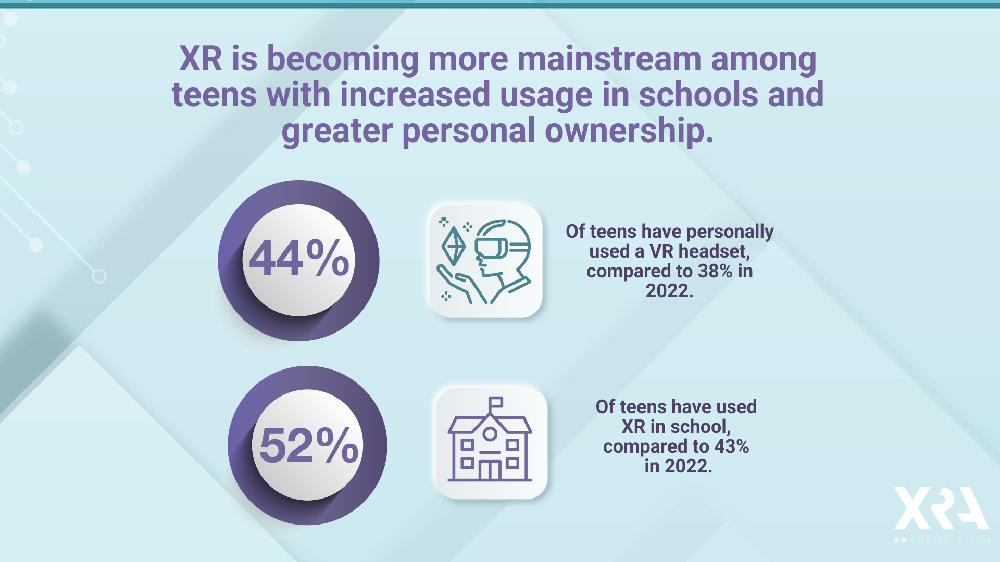 XR is becoming more mainstream among
teens with increased usage in schools and
greater personal ownership.
44%
Of teens have personally
used a VR headset,
compared to 38% in
2022.
52%
Of teens have used
XR in school,
compared to 43%
in 2022.
XRA
XRASSOCIATION